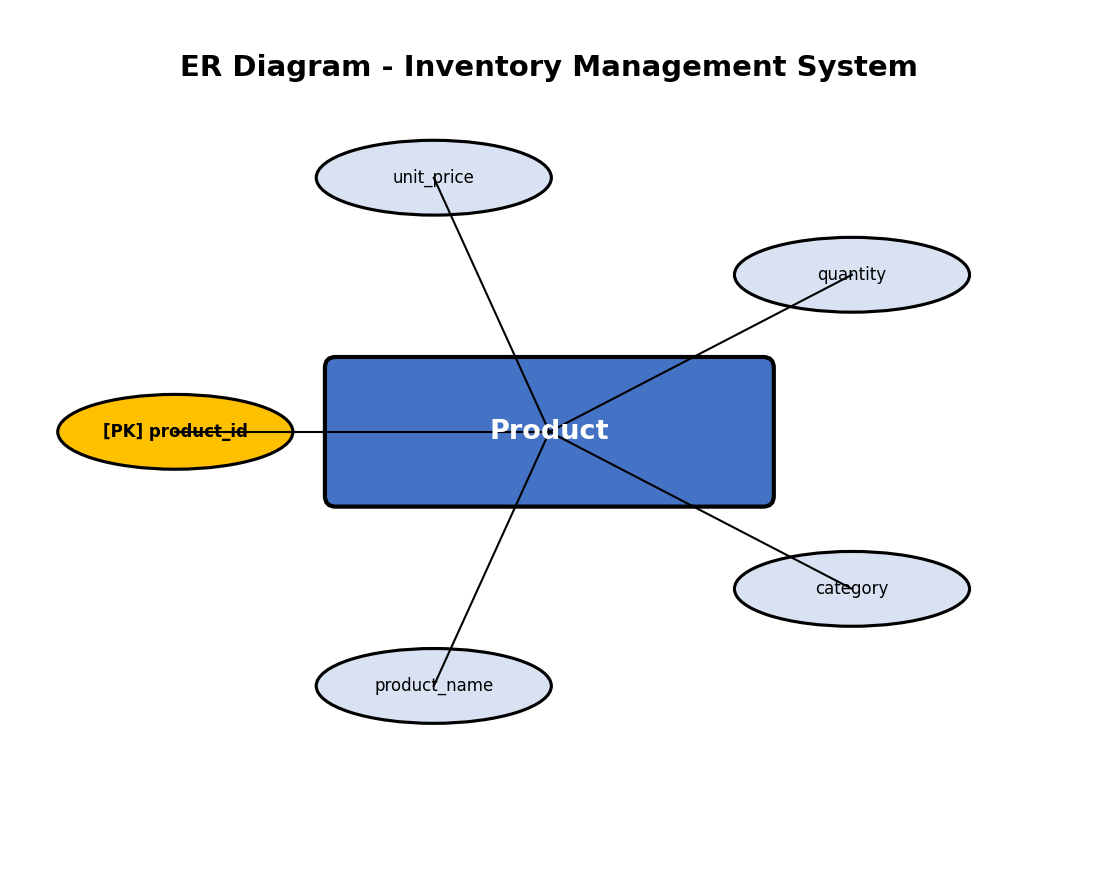 ER Diagram - Inventory Management System
unit_price
quantity
[PK] product_id
Product
category
product_name